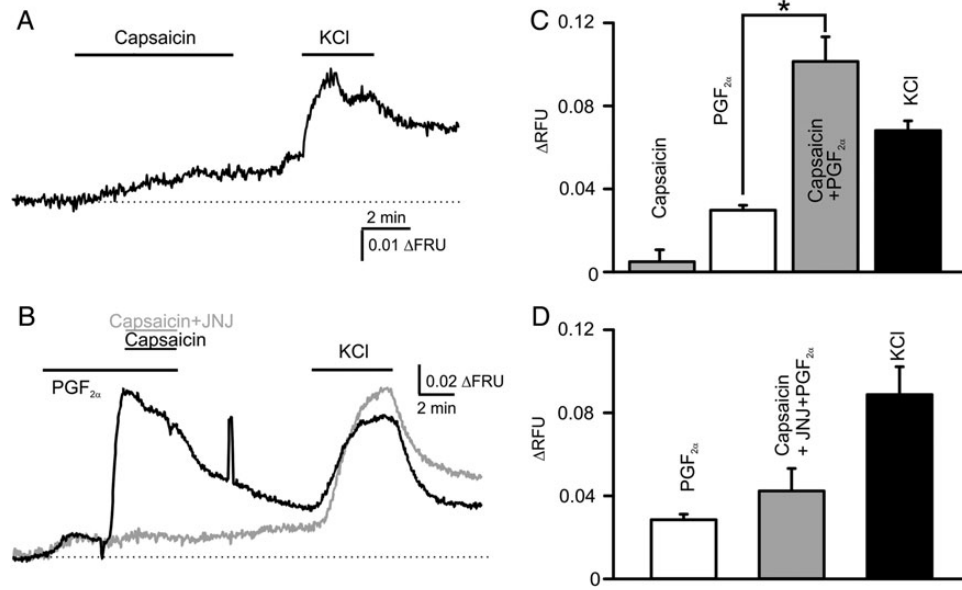 A
Capsaicin
KCl
2 min
0.01 ΔFRU
B
Capsaicin+JNJ
Capsaicin
PGF2α
KCl
0.02 ΔFRU
2 min
C
*
0.12
0.08
0.04
0
ΔRFU
Capsaicin
PGF2α
Capsaicin
+PGF2α
KCl
D
0.12
0.08
0.04
0
ΔRFU
PGF2α
Capsaicin
+ JNJ+PGF2α
KCl